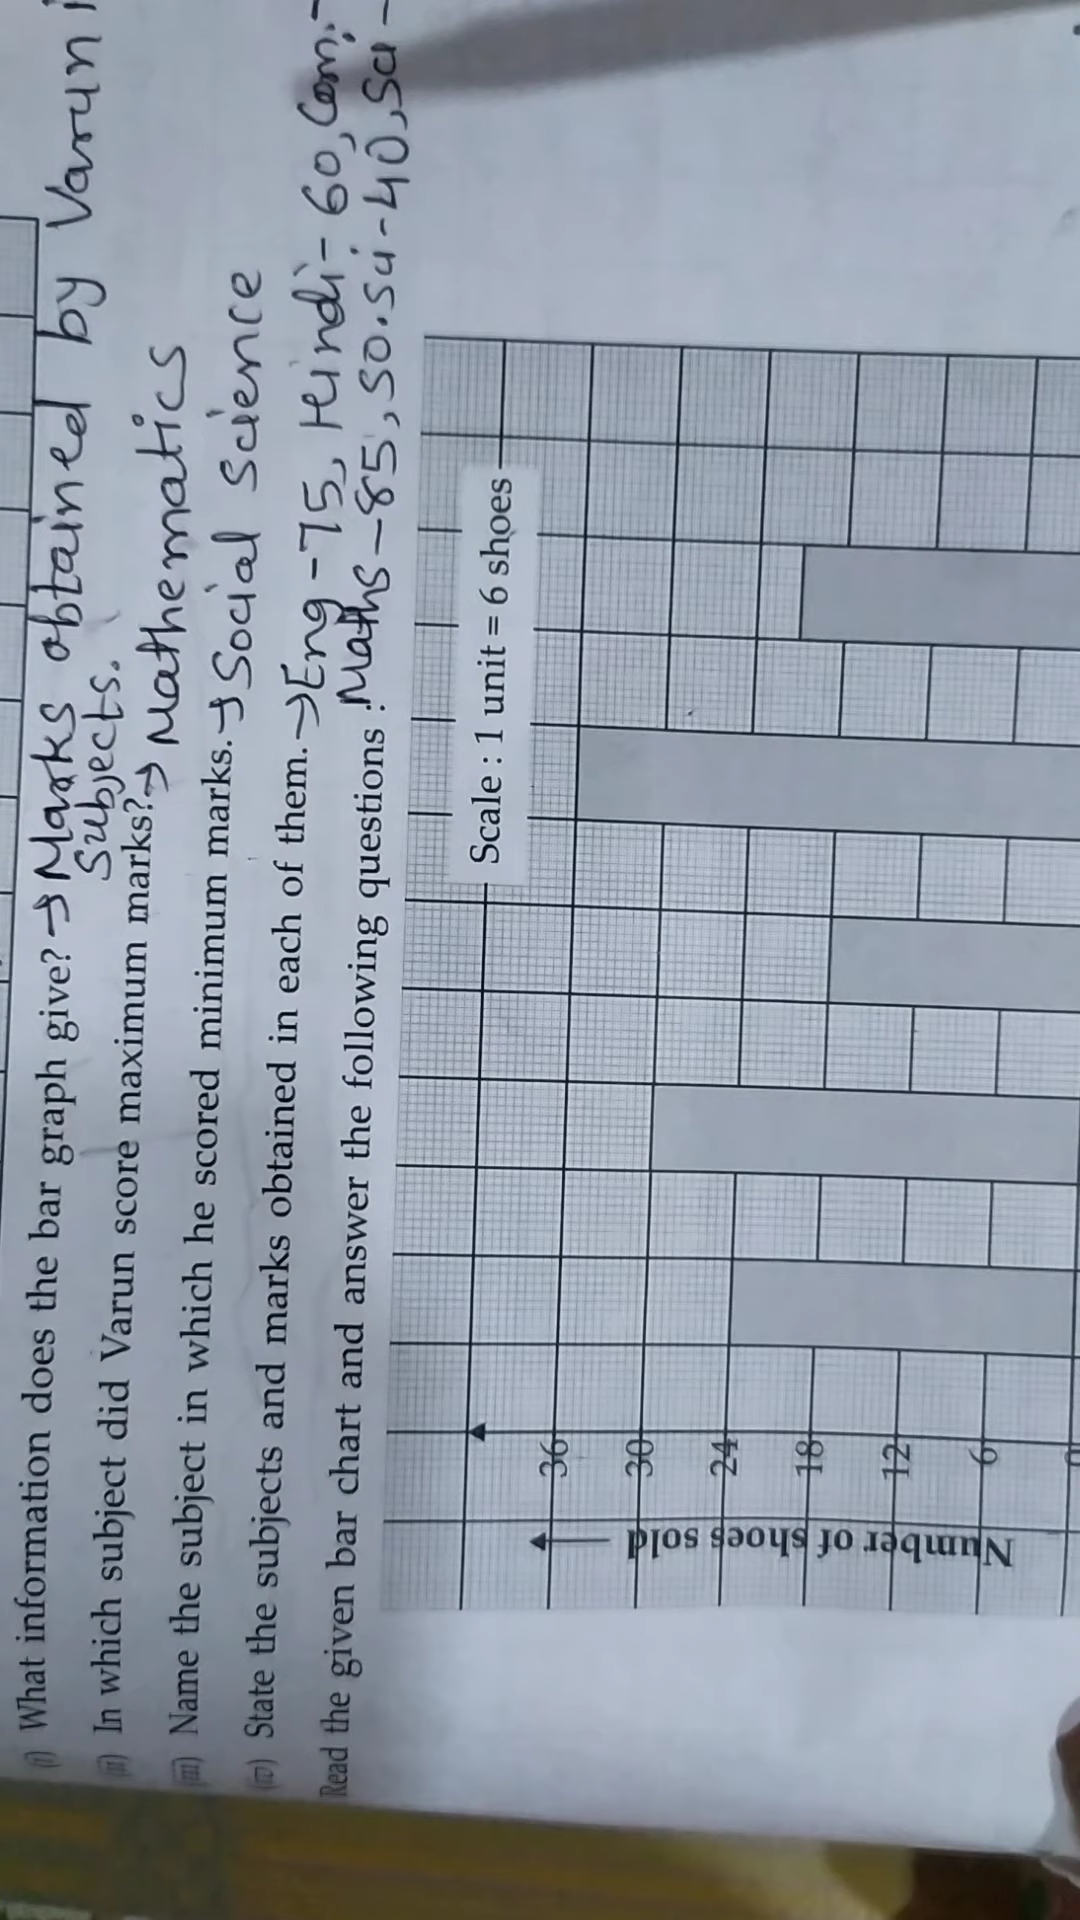 (i) What information does the bar graph give? → Marks obtained by Varun
Subjects.
(ii) In which subject did Varun score maximum marks? → Mathematics
(iii) Name the subject in which he scored minimum marks. → Social Science
(iv) State the subjects and marks obtained in each of them. → Eng - 75, Hindi - 60, Com; -
Maths - 85, SO.Sci - 40, Sci -
Read the given bar chart and answer the following questions :
Scale : 1 unit = 6 shoes
36
30
24
18
12
6
0
Number of shoes sold